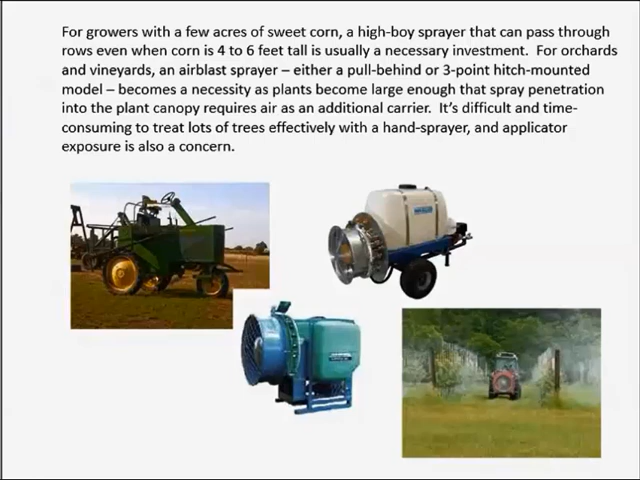 For growers with a few acres of sweet corn, a high-boy sprayer that can pass through
rows even when corn is 4 to 6 feet tall is usually a necessary investment.  For orchards
and vineyards, an airblast sprayer – either a pull-behind or 3-point hitch-mounted
model – becomes a necessity as plants become large enough that spray penetration
into the plant canopy requires air as an additional carrier.  It's difficult and time-
consuming to treat lots of trees effectively with a hand-sprayer, and applicator
exposure is also a concern.